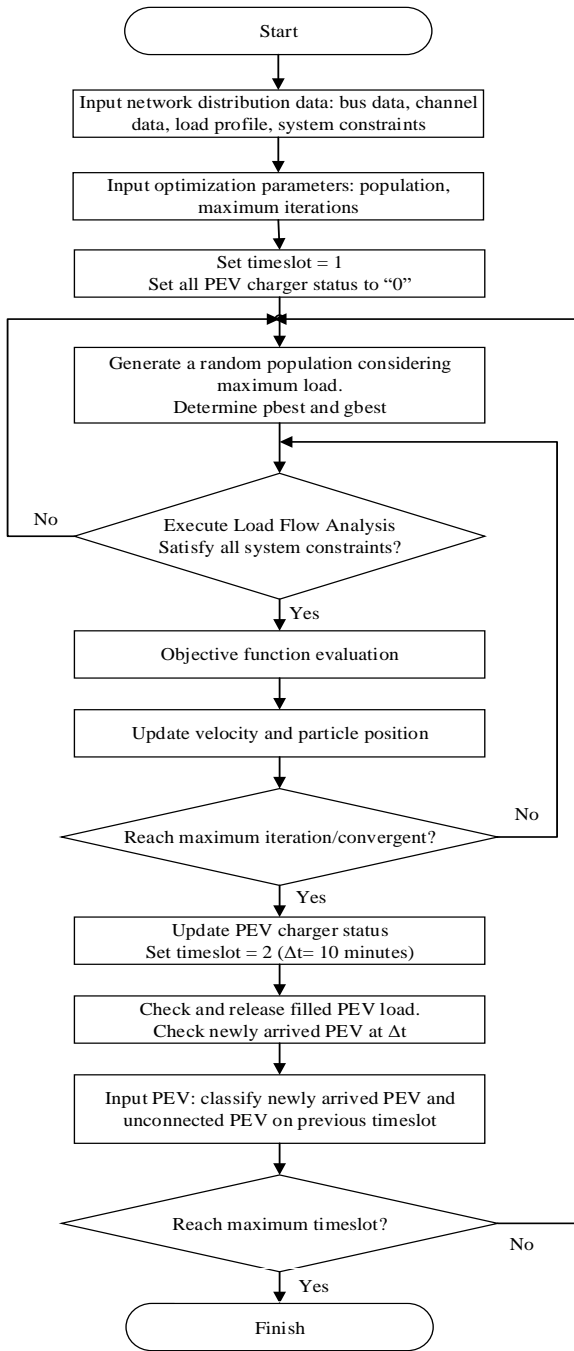 Start
Input network distribution data: bus data, channel
data, load profile, system constraints
Input optimization parameters: population,
maximum iterations
Set timeslot = 1
Set all PEV charger status to “0”
Generate a random population considering
maximum load.
Determine pbest and gbest
No
Execute Load Flow Analysis
Satisfy all system constraints?
Yes
Objective function evaluation
Update velocity and particle position
No
Reach maximum iteration/convergent?
Yes
Update PEV charger status
Set timeslot = 2 (Δt= 10 minutes)
Check and release filled PEV load.
Check newly arrived PEV at Δt
Input PEV: classify newly arrived PEV and
unconnected PEV on previous timeslot
Reach maximum timeslot?
No
Yes
Finish